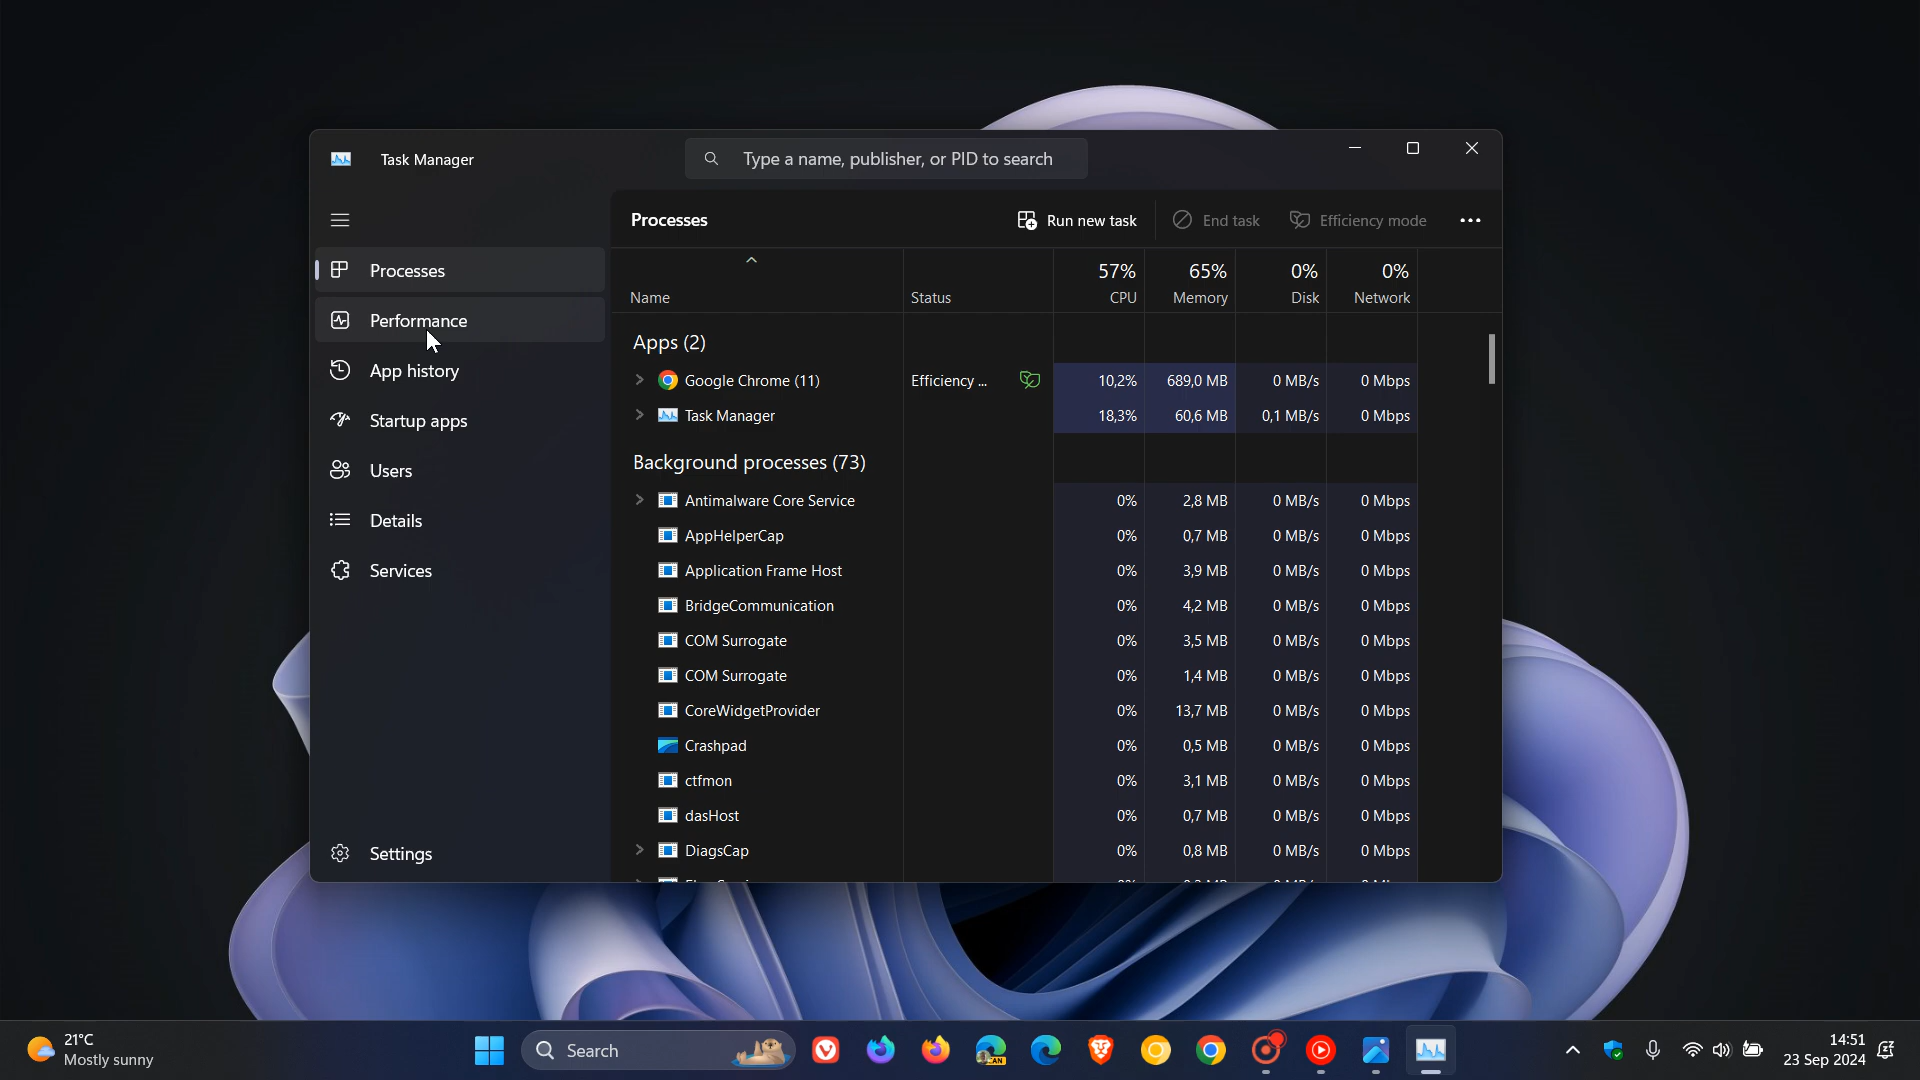 Task Manager
Type a name, publisher, or PID to search
Processes
Run new task
End task
Efficiency mode
Processes
Performance
App history
Startup apps
Users
Details
Services
Settings
57% 65% 0% 0%
Name Status CPU Memory Disk Network
Apps (2)
Google Chrome (11) Efficiency ... 10,2% 689,0 MB 0 MB/s 0 Mbps
Task Manager 18,3% 60,6 MB 0,1 MB/s 0 Mbps
Background processes (73)
Antimalware Core Service 0% 2,8 MB 0 MB/s 0 Mbps
AppHelperCap 0% 0,7 MB 0 MB/s 0 Mbps
Application Frame Host 0% 3,9 MB 0 MB/s 0 Mbps
BridgeCommunication 0% 4,2 MB 0 MB/s 0 Mbps
COM Surrogate 0% 3,5 MB 0 MB/s 0 Mbps
COM Surrogate 0% 1,4 MB 0 MB/s 0 Mbps
CoreWidgetProvider 0% 13,7 MB 0 MB/s 0 Mbps
Crashpad 0% 0,5 MB 0 MB/s 0 Mbps
ctfmon 0% 3,1 MB 0 MB/s 0 Mbps
dasHost 0% 0,7 MB 0 MB/s 0 Mbps
DiagsCap 0% 0,8 MB 0 MB/s 0 Mbps
21°C
Mostly sunny
Search
CAN
14:51
23 Sep 2024